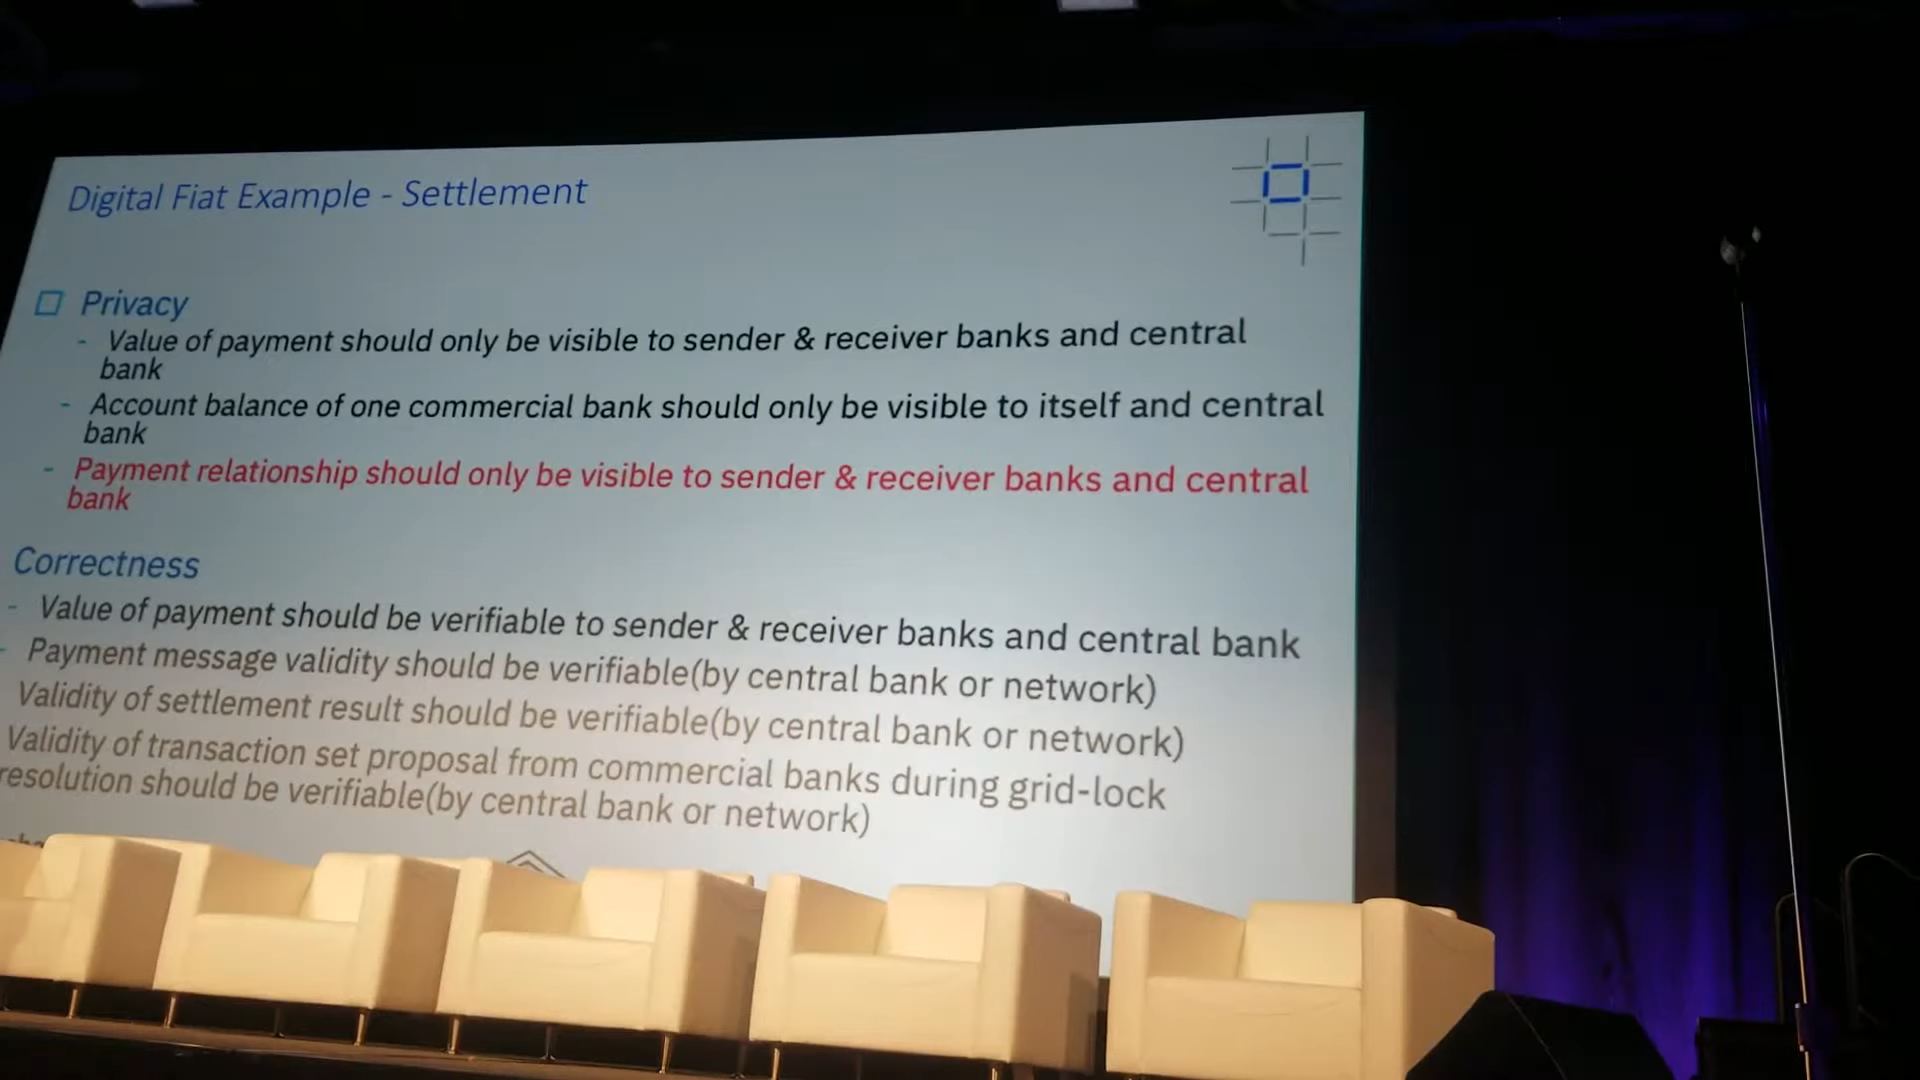 Digital Fiat Example - Settlement
Privacy
- Value of payment should only be visible to sender & receiver banks and central
bank
- Account balance of one commercial bank should only be visible to itself and central
bank
- Payment relationship should only be visible to sender & receiver banks and central
bank
Correctness
- Value of payment should be verifiable to sender & receiver banks and central bank
- Payment message validity should be verifiable(by central bank or network)
Validity of settlement result should be verifiable(by central bank or network)
Validity of transaction set proposal from commercial banks during grid-lock
resolution should be verifiable(by central bank or network)